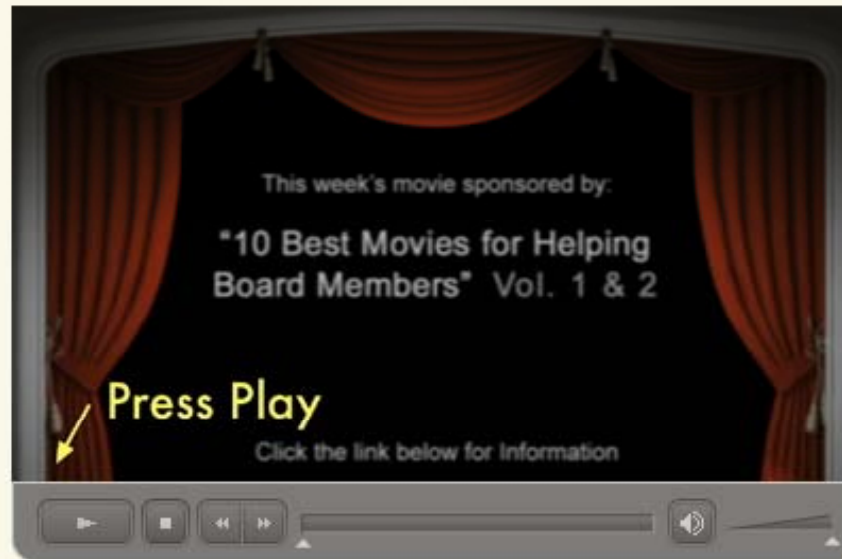 This week's movie sponsored by:
"10 Best Movies for Helping
Board Members" Vol. 1 & 2
Press Play
Click the link below for Information